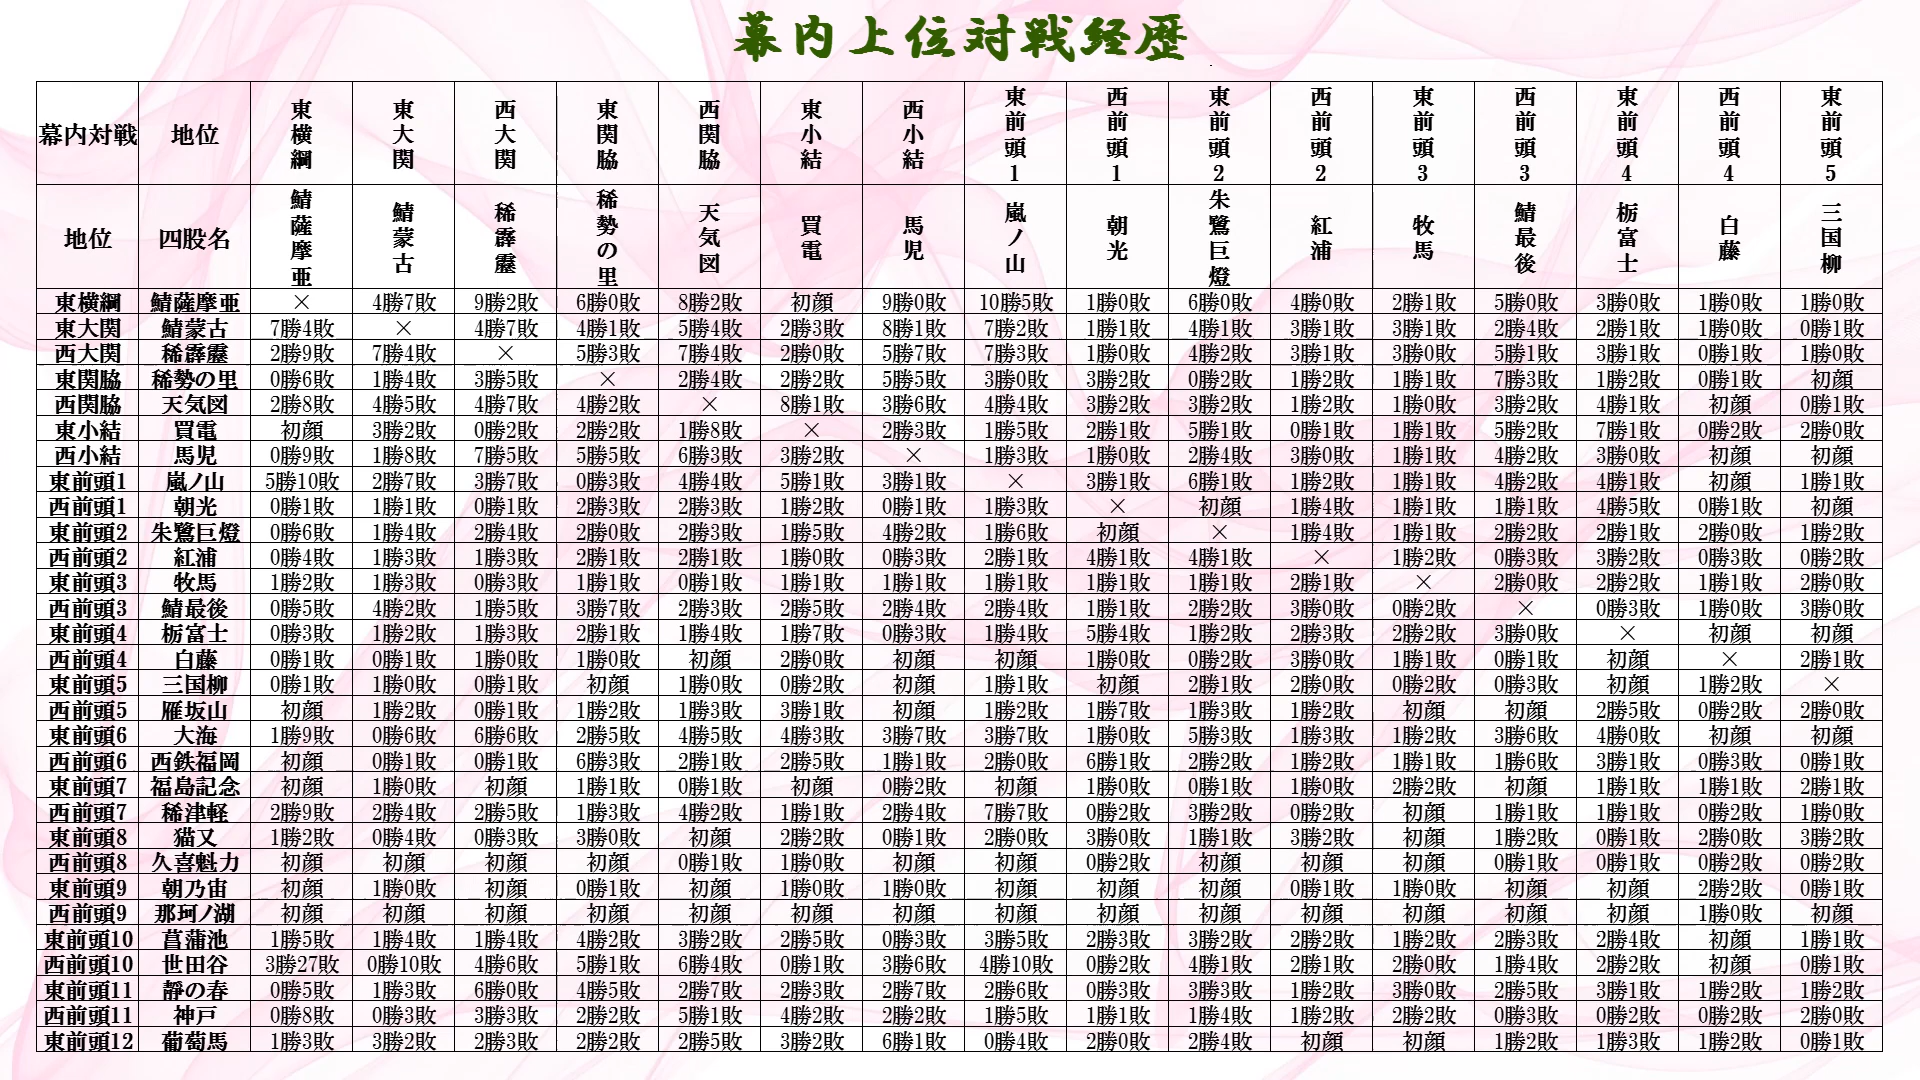 幕内上位対戦経歴
幕内対戦 地位 東横綱 東大関 西大関 東関脇 西関脇 東小結 西小結 東前頭1 西前頭1 東前頭2 西前頭2 東前頭3 西前頭3 東前頭4 西前頭4 東前頭5
地位 四股名 鯖薩摩亜 鯖蒙古 稀霹靂 稀勢の里 天気図 買電 馬児 嵐ノ山 朝光 朱鷺巨燈 紅浦 牧馬 鯖最後 栃富士 白藤 三国柳
東横綱 鯖薩摩亜 × 4勝7敗 9勝2敗 6勝0敗 8勝2敗 初顔 9勝0敗 10勝5敗 1勝0敗 6勝0敗 4勝0敗 2勝1敗 5勝0敗 3勝0敗 1勝0敗 1勝0敗
東大関 鯖蒙古 7勝4敗 × 4勝7敗 4勝1敗 5勝4敗 2勝3敗 8勝1敗 7勝2敗 1勝1敗 4勝1敗 3勝1敗 3勝1敗 2勝4敗 2勝1敗 1勝0敗 0勝1敗
西大関 稀霹靂 2勝9敗 7勝4敗 × 5勝3敗 7勝4敗 2勝0敗 5勝7敗 7勝3敗 1勝0敗 4勝2敗 3勝1敗 3勝0敗 5勝1敗 3勝1敗 0勝1敗 1勝0敗
東関脇 稀勢の里 0勝6敗 1勝4敗 3勝5敗 × 2勝4敗 2勝2敗 5勝5敗 3勝0敗 3勝2敗 0勝2敗 1勝2敗 1勝1敗 7勝3敗 1勝2敗 0勝1敗 初顔
西関脇 天気図 2勝8敗 4勝5敗 4勝7敗 4勝2敗 × 8勝1敗 3勝6敗 4勝4敗 3勝2敗 3勝2敗 1勝2敗 1勝0敗 3勝2敗 4勝1敗 初顔 0勝1敗
東小結 買電 初顔 3勝2敗 0勝2敗 2勝2敗 1勝8敗 × 2勝3敗 1勝5敗 2勝1敗 5勝1敗 0勝1敗 1勝1敗 5勝2敗 7勝1敗 0勝2敗 2勝0敗
西小結 馬児 0勝9敗 1勝8敗 7勝5敗 5勝5敗 6勝3敗 3勝2敗 × 1勝3敗 1勝0敗 2勝4敗 3勝0敗 1勝1敗 4勝2敗 3勝0敗 初顔 初顔
東前頭1 嵐ノ山 5勝10敗 2勝7敗 3勝7敗 0勝3敗 4勝4敗 5勝1敗 3勝1敗 × 3勝1敗 6勝1敗 1勝2敗 1勝1敗 4勝2敗 4勝1敗 初顔 1勝1敗
西前頭1 朝光 0勝1敗 1勝1敗 0勝1敗 2勝3敗 2勝3敗 1勝2敗 0勝1敗 1勝3敗 × 初顔 1勝4敗 1勝1敗 1勝1敗 4勝5敗 0勝1敗 初顔
東前頭2 朱鷺巨燈 0勝6敗 1勝4敗 2勝4敗 2勝0敗 2勝3敗 1勝5敗 4勝2敗 1勝6敗 初顔 × 1勝4敗 1勝1敗 2勝2敗 2勝1敗 2勝0敗 1勝2敗
西前頭2 紅浦 0勝4敗 1勝3敗 1勝3敗 2勝1敗 2勝1敗 1勝0敗 0勝3敗 2勝1敗 4勝1敗 4勝1敗 × 1勝2敗 0勝3敗 3勝2敗 0勝3敗 0勝2敗
東前頭3 牧馬 1勝2敗 1勝3敗 0勝3敗 1勝1敗 0勝1敗 1勝1敗 1勝1敗 1勝1敗 1勝1敗 1勝1敗 2勝1敗 × 2勝0敗 2勝2敗 1勝1敗 2勝0敗
西前頭3 鯖最後 0勝5敗 4勝2敗 1勝5敗 3勝7敗 2勝3敗 2勝5敗 2勝4敗 2勝4敗 1勝1敗 2勝2敗 3勝0敗 0勝2敗 × 0勝3敗 1勝0敗 3勝0敗
東前頭4 栃富士 0勝3敗 1勝2敗 1勝3敗 2勝1敗 1勝4敗 1勝7敗 0勝3敗 1勝4敗 5勝4敗 1勝2敗 2勝3敗 2勝2敗 3勝0敗 × 初顔 初顔
西前頭4 白藤 0勝1敗 0勝1敗 1勝0敗 1勝0敗 初顔 2勝0敗 初顔 初顔 1勝0敗 0勝2敗 3勝0敗 1勝1敗 0勝1敗 初顔 × 2勝1敗
東前頭5 三国柳 0勝1敗 1勝0敗 0勝1敗 初顔 1勝0敗 0勝2敗 初顔 1勝1敗 初顔 2勝1敗 2勝0敗 0勝2敗 0勝3敗 初顔 1勝2敗 ×
西前頭5 雁坂山 初顔 1勝2敗 0勝1敗 1勝2敗 1勝3敗 3勝1敗 初顔 1勝2敗 1勝7敗 1勝3敗 1勝2敗 初顔 初顔 2勝5敗 0勝2敗 2勝0敗
東前頭6 大海 1勝9敗 0勝6敗 6勝6敗 2勝5敗 4勝5敗 4勝3敗 3勝7敗 3勝7敗 1勝0敗 5勝3敗 1勝3敗 1勝2敗 3勝6敗 4勝0敗 初顔 初顔
西前頭6 西鉄福岡 初顔 0勝1敗 0勝1敗 6勝3敗 2勝1敗 2勝5敗 1勝1敗 2勝0敗 6勝1敗 2勝2敗 1勝2敗 1勝1敗 1勝6敗 3勝1敗 0勝3敗 0勝1敗
東前頭7 福島記念 初顔 1勝0敗 初顔 1勝1敗 0勝1敗 初顔 0勝2敗 初顔 1勝0敗 0勝1敗 1勝0敗 2勝2敗 初顔 1勝1敗 1勝1敗 2勝1敗
西前頭7 稀津軽 2勝9敗 2勝4敗 2勝5敗 1勝3敗 4勝2敗 1勝1敗 2勝4敗 7勝7敗 0勝2敗 3勝2敗 0勝2敗 初顔 1勝1敗 1勝1敗 0勝2敗 1勝0敗
東前頭8 猫又 1勝2敗 0勝4敗 0勝3敗 3勝0敗 初顔 2勝2敗 0勝1敗 2勝0敗 3勝0敗 1勝1敗 3勝2敗 初顔 1勝2敗 0勝1敗 2勝0敗 3勝2敗
西前頭8 久喜魁力 初顔 初顔 初顔 初顔 0勝1敗 1勝0敗 初顔 初顔 0勝2敗 初顔 初顔 初顔 0勝1敗 0勝1敗 0勝2敗 0勝2敗
東前頭9 朝乃宙 初顔 1勝0敗 初顔 0勝1敗 初顔 1勝0敗 1勝0敗 初顔 初顔 初顔 0勝1敗 1勝0敗 初顔 初顔 2勝2敗 0勝1敗
西前頭9 那珂ノ湖 初顔 初顔 初顔 初顔 初顔 初顔 初顔 初顔 初顔 初顔 初顔 初顔 初顔 初顔 1勝0敗 初顔
東前頭10 菖蒲池 1勝5敗 1勝4敗 1勝4敗 4勝2敗 3勝2敗 2勝5敗 0勝3敗 3勝5敗 2勝3敗 3勝2敗 2勝2敗 1勝2敗 2勝3敗 2勝4敗 初顔 1勝1敗
西前頭10 世田谷 3勝27敗 0勝10敗 4勝6敗 5勝1敗 6勝4敗 0勝1敗 3勝6敗 4勝10敗 0勝2敗 4勝1敗 2勝1敗 2勝0敗 1勝4敗 2勝2敗 初顔 0勝1敗
東前頭11 靜の春 0勝5敗 1勝3敗 6勝0敗 4勝5敗 2勝7敗 2勝3敗 2勝7敗 2勝6敗 0勝3敗 3勝3敗 1勝2敗 3勝0敗 2勝5敗 3勝1敗 1勝2敗 1勝2敗
西前頭11 神戸 0勝8敗 0勝3敗 3勝3敗 2勝2敗 5勝1敗 4勝2敗 2勝2敗 1勝5敗 1勝1敗 1勝4敗 1勝2敗 2勝2敗 0勝3敗 0勝2敗 0勝2敗 2勝0敗
東前頭12 葡萄馬 1勝3敗 3勝2敗 2勝3敗 2勝2敗 2勝5敗 3勝2敗 6勝1敗 0勝4敗 2勝0敗 2勝4敗 初顔 初顔 1勝2敗 1勝3敗 1勝2敗 0勝1敗